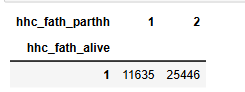 hhc_fath_parthh 1 2
hhc_fath_alive
1 11635 25446